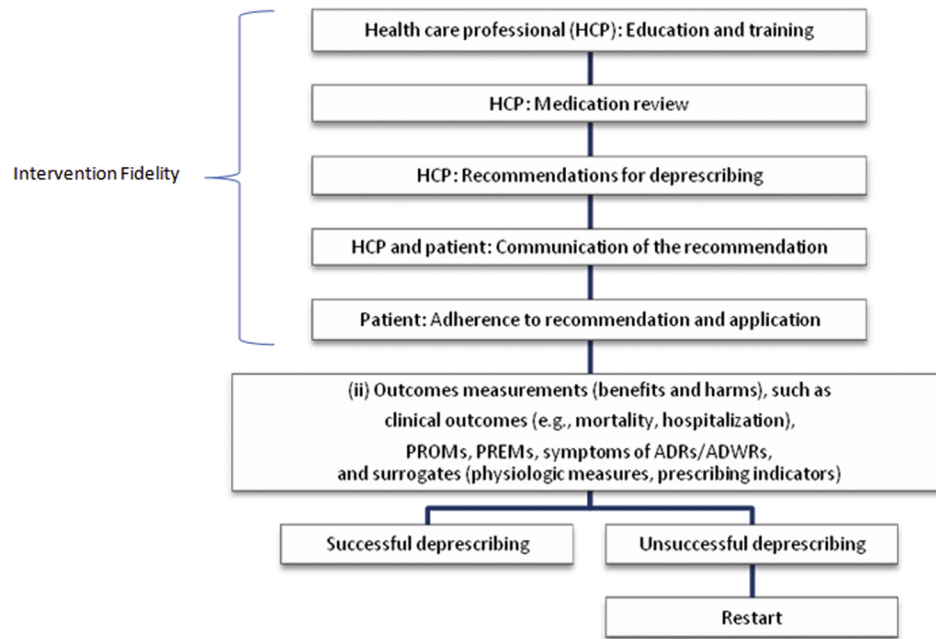 Health care professional (HCP): Education and training
HCP: Medication review
Intervention Fidelity
HCP: Recommendations for deprescribing
HCP and patient: Communication of the recommendation
Patient: Adherence to recommendation and application
(ii) Outcomes measurements (benefits and harms), such as
clinical outcomes (e.g., mortality, hospitalization),
PROMs, PREMs, symptoms of ADRs/ADWRs,
and surrogates (physiologic measures, prescribing indicators)
Successful deprescribing
Unsuccessful deprescribing
Restart